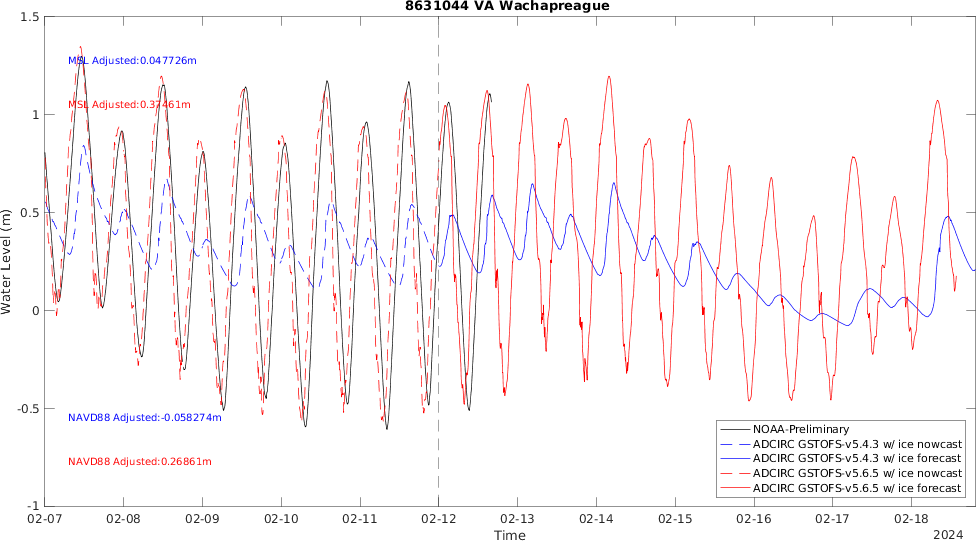 8631044 VA Wachapreague
1.5
1
0.5
0
-0.5
-1
Water Level (m)
MSL Adjusted:0.047726m
MSL Adjusted:0.37461m
NAVD88 Adjusted:-0.058274m
NAVD88 Adjusted:0.26861m
NOAA-Preliminary
ADCIRC GSTOFS-v5.4.3 w/ ice nowcast
ADCIRC GSTOFS-v5.4.3 w/ ice forecast
ADCIRC GSTOFS-v5.6.5 w/ ice nowcast
ADCIRC GSTOFS-v5.6.5 w/ ice forecast
02-07 02-08 02-09 02-10 02-11 02-12 02-13 02-14 02-15 02-16 02-17 02-18
Time
2024